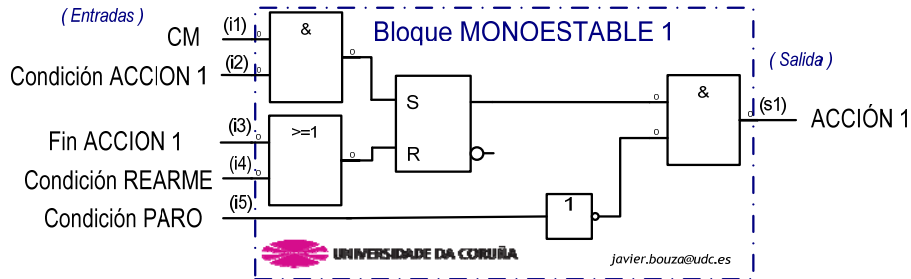 ( Entradas )
CM
(i1)
&
Bloque MONOESTABLE 1
( Salida )
Condición ACCION 1
(i2)
S
&
(s1)
ACCIÓN 1
Fin ACCION 1
(i3)
>=1
R
Condición REARME
(i4)
Condición PARO
(i5)
1
UNIVERSIDADE DA CORUÑA
javier.bouza@udc.es